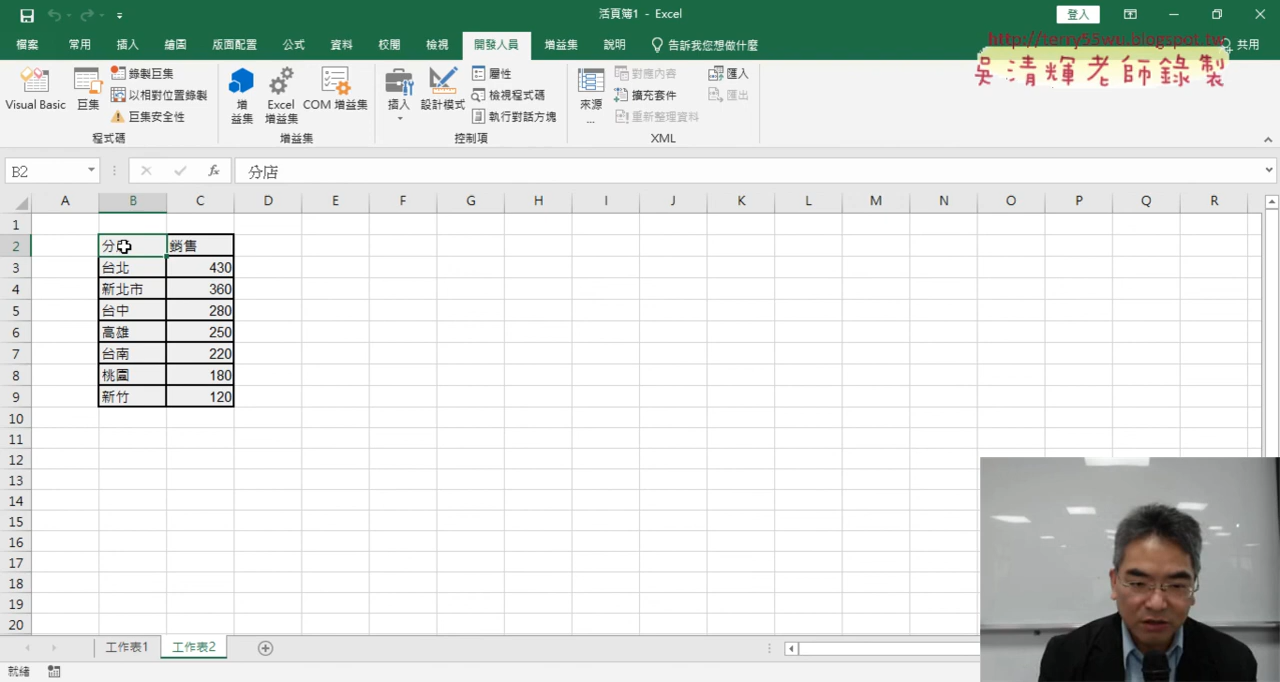 活頁簿1 - Excel
登入
檔案 常用 插入 繪圖 版面配置 公式 資料 校閱 檢視 開發人員 增益集 說明 告訴我您想做什麼 共用
http://terry55wu.blogspot.tw
吳清輝老師錄製
Visual Basic
巨集
錄製巨集
以相對位置錄製
巨集安全性
程式碼
增益集
Excel 增益集
COM 增益集
增益集
插入
設計模式
屬性
檢視程式碼
執行對話方塊
控制項
來源
...
對應內容
擴充套件
重新整理資料
匯入
匯出
XML
B2
fx
分店
A B C D E F G H I J K L M N O P Q R
1
2 分 銷售
3 台北 430
4 新北市 360
5 台中 280
6 高雄 250
7 台南 220
8 桃園 180
9 新竹 120
10
11
12
13
14
15
16
17
18
19
20
工作表1 工作表2
就緒